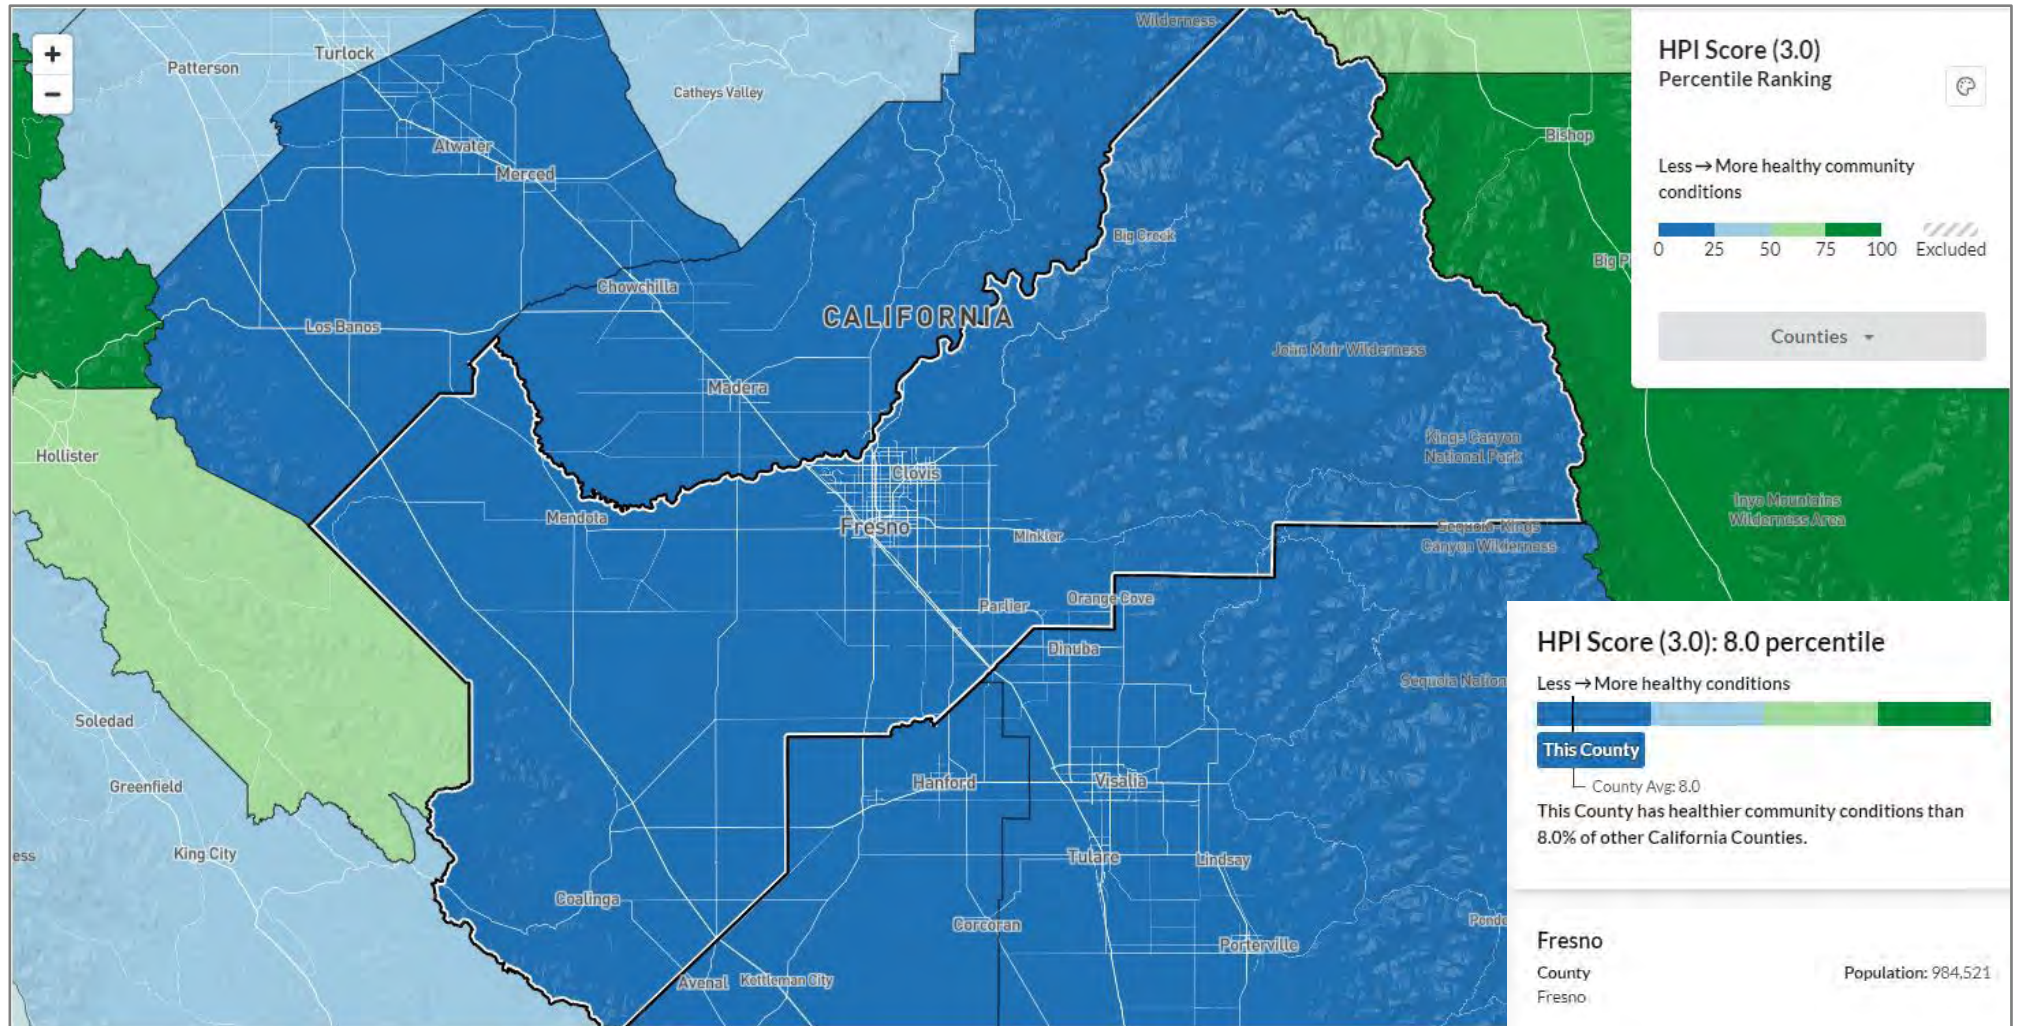 +
−
Wilderness
Turlock
Patterson
Catheys Valley
Atwater
Merced
Bishop
Big Creek
Chowchilla
CALIFORNIA
Los Banos
John Muir Wilderness
Madera
Kings Canyon
National Park
Hollister
Clovis
Inyo Mountains
Wilderness Area
Mendota
Fresno
Minkler
Sequoia-Kings
Canyon Wilderness
Parlier
Orange Cove
Dinuba
Sequoia Nation
Soledad
Greenfield
Hanford
Visalia
ess
King City
Tulare
Lindsay
Coalinga
Corcoran
Porterville
Avenal
Kettleman City
HPI Score (3.0)
Percentile Ranking
Less → More healthy community
conditions
0 25 50 75 100 Excluded
Counties
HPI Score (3.0): 8.0 percentile
Less → More healthy conditions
This County
County Avg: 8.0
This County has healthier community conditions than
8.0% of other California Counties.
Fresno
County
Population: 984,521
Fresno